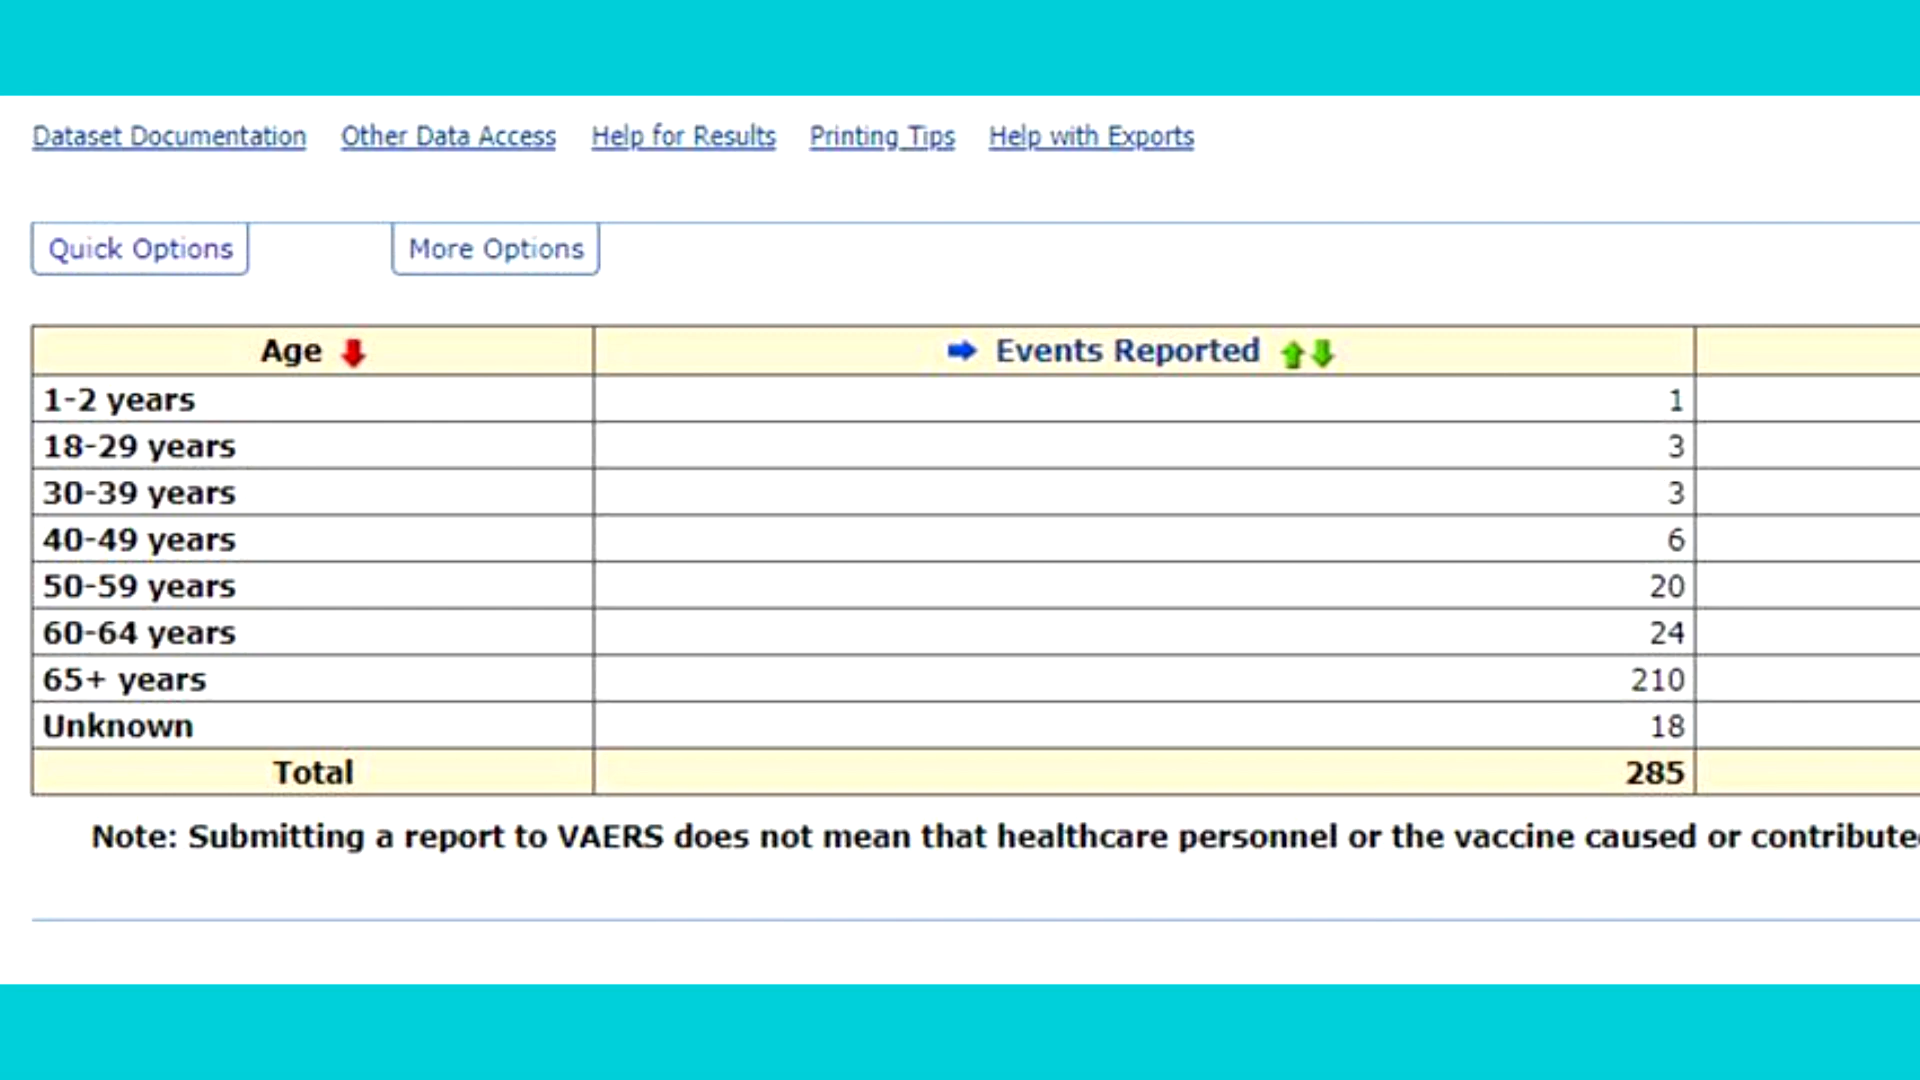 Dataset Documentation Other Data Access Help for Results Printing Tips Help with Exports
Quick Options More Options
Age Events Reported
1-2 years 1
18-29 years 3
30-39 years 3
40-49 years 6
50-59 years 20
60-64 years 24
65+ years 210
Unknown 18
Total 285
Note: Submitting a report to VAERS does not mean that healthcare personnel or the vaccine caused or contribute